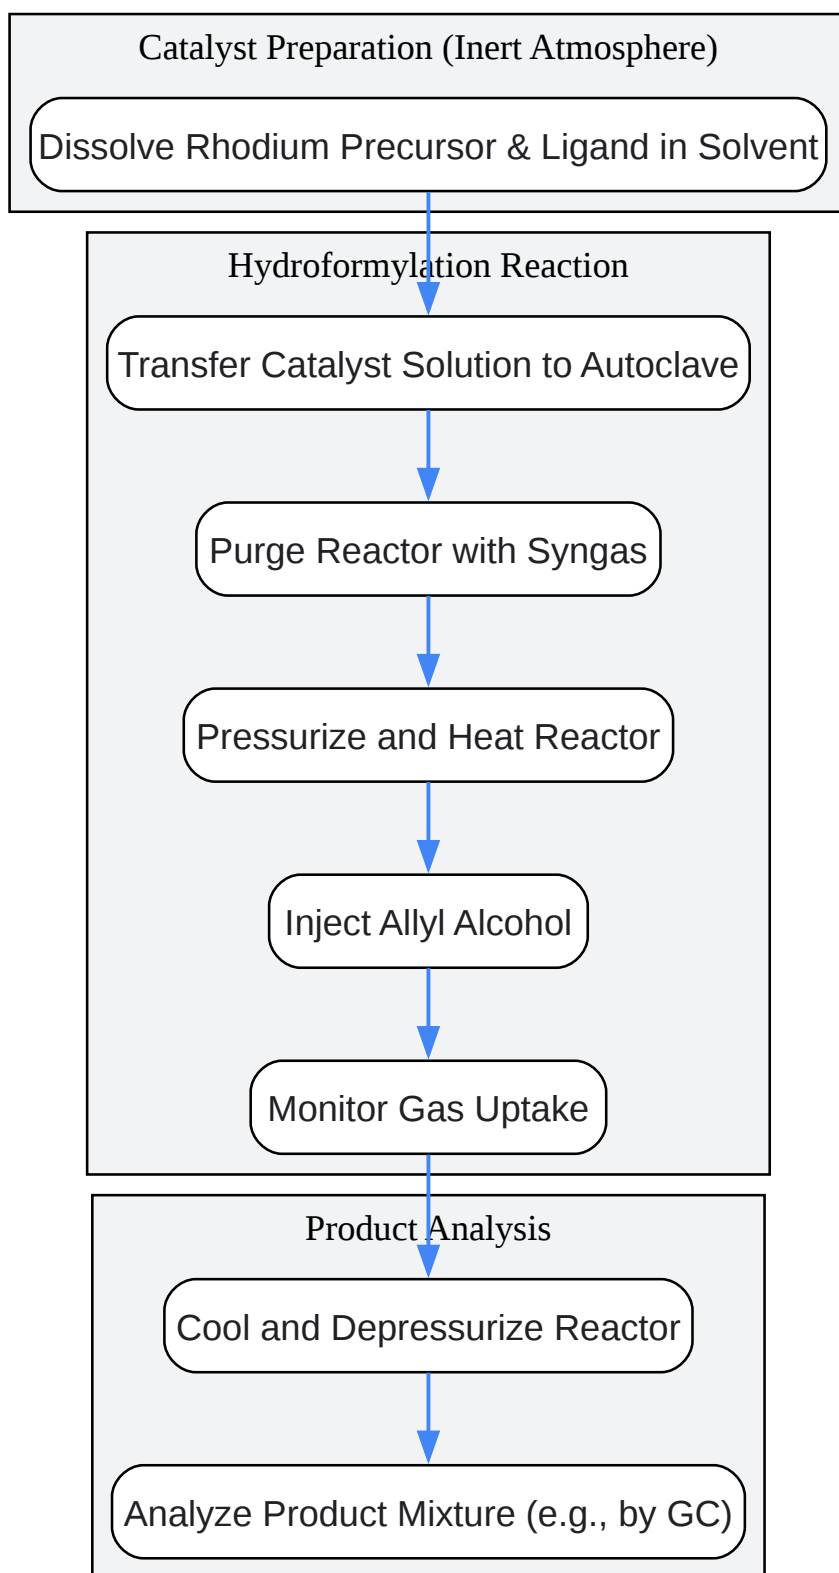 Catalyst Preparation (Inert Atmosphere)
Dissolve Rhodium Precursor & Ligand in Solvent
Hydroformylation Reaction
Transfer Catalyst Solution to Autoclave
Purge Reactor with Syngas
Pressurize and Heat Reactor
Inject Allyl Alcohol
Monitor Gas Uptake
Product Analysis
Cool and Depressurize Reactor
Analyze Product Mixture (e.g., by GC)